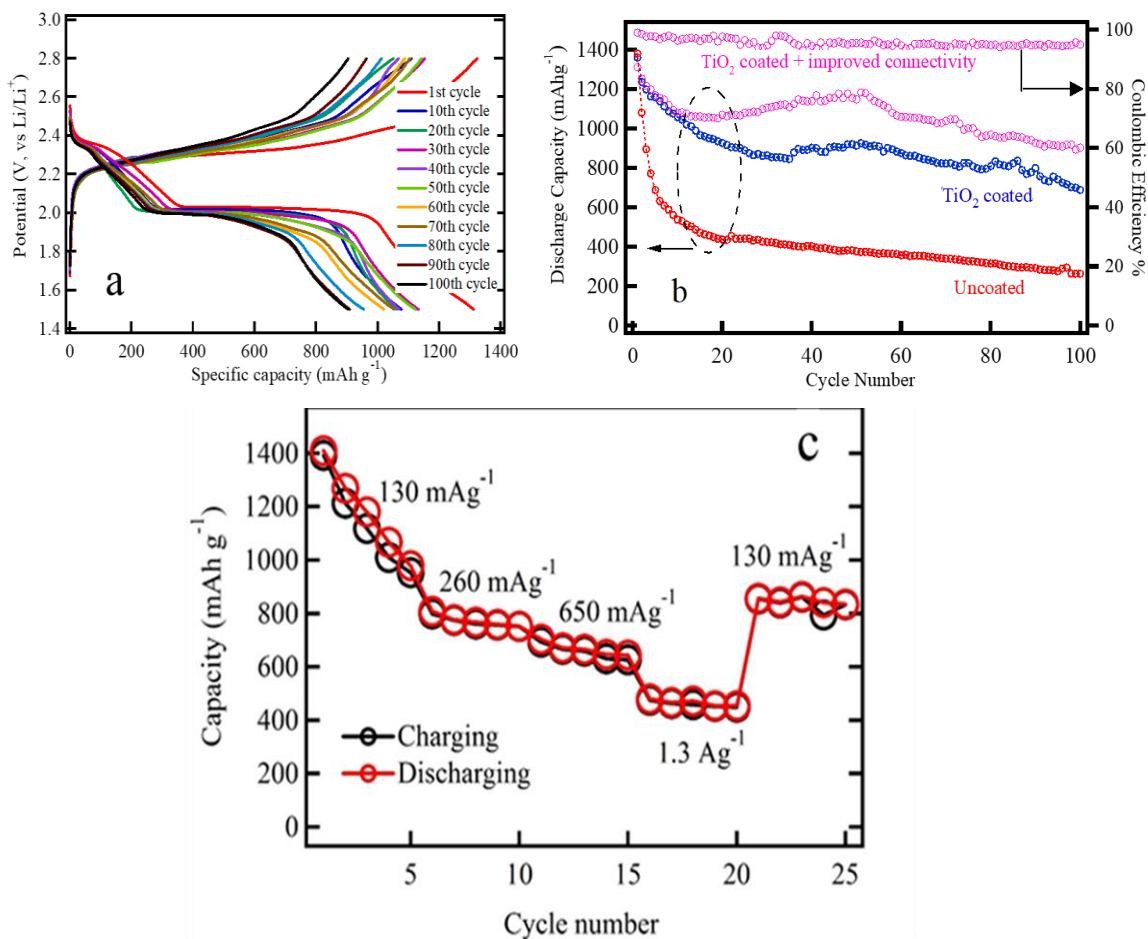 3.0
2.8
2.6
2.4
2.2
2.0
1.8
1.6
1.4
Potential (V, vs Li/Li⁺)
1st cycle
10th cycle
20th cycle
30th cycle
40th cycle
50th cycle
60th cycle
70th cycle
80th cycle
90th cycle
100th cycle
a
0 200 400 600 800 1000 1200 1400
Specific capacity (mAh g⁻¹)
1400
1200
1000
800
600
400
200
0
Discharge Capacity (mAhg⁻¹)
TiO₂ coated + improved connectivity
TiO₂ coated
Uncoated
b
100
80
60
40
20
0
Coulombic Efficiency %
0 20 40 60 80 100
Cycle Number
c
1400
1200
1000
800
600
400
200
0
Capacity (mAh g⁻¹)
130 mAg⁻¹
260 mAg⁻¹
650 mAg⁻¹
1.3 Ag⁻¹
130 mAg⁻¹
Charging
Discharging
5 10 15 20 25
Cycle number